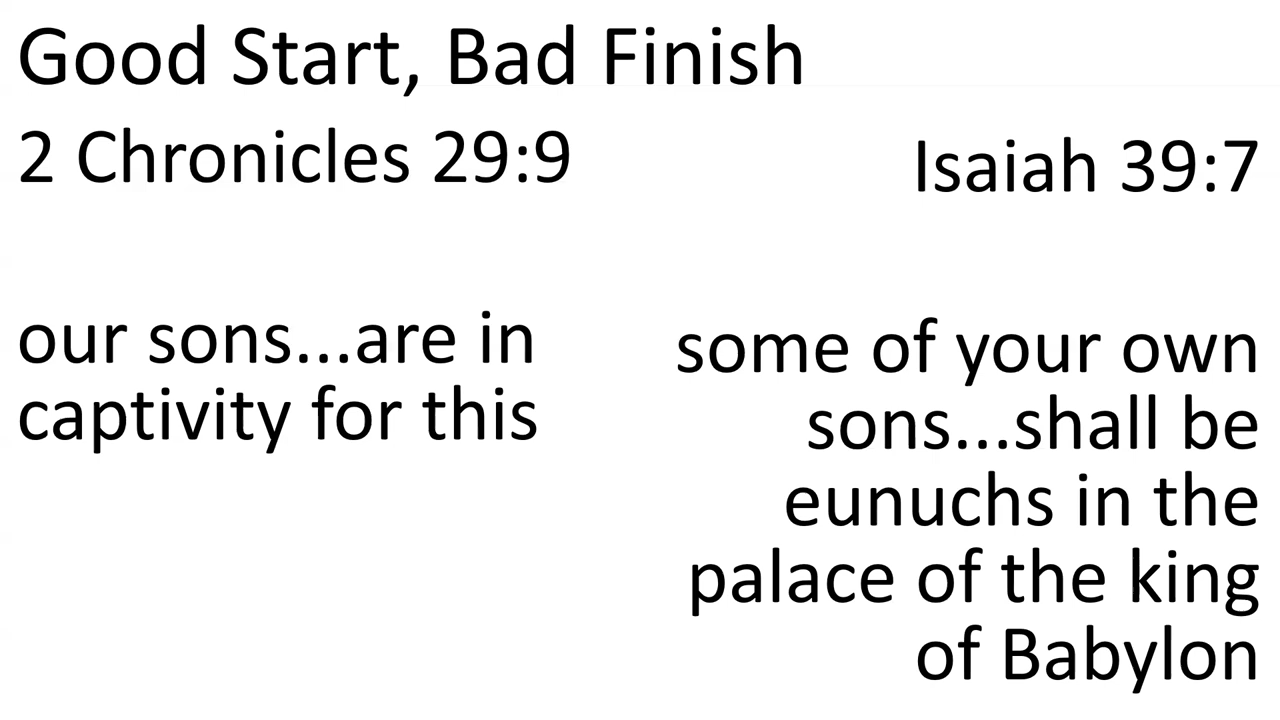 Good Start, Bad Finish
2 Chronicles 29:9
our sons...are in
captivity for this
Isaiah 39:7
some of your own
sons...shall be
eunuchs in the
palace of the king
of Babylon